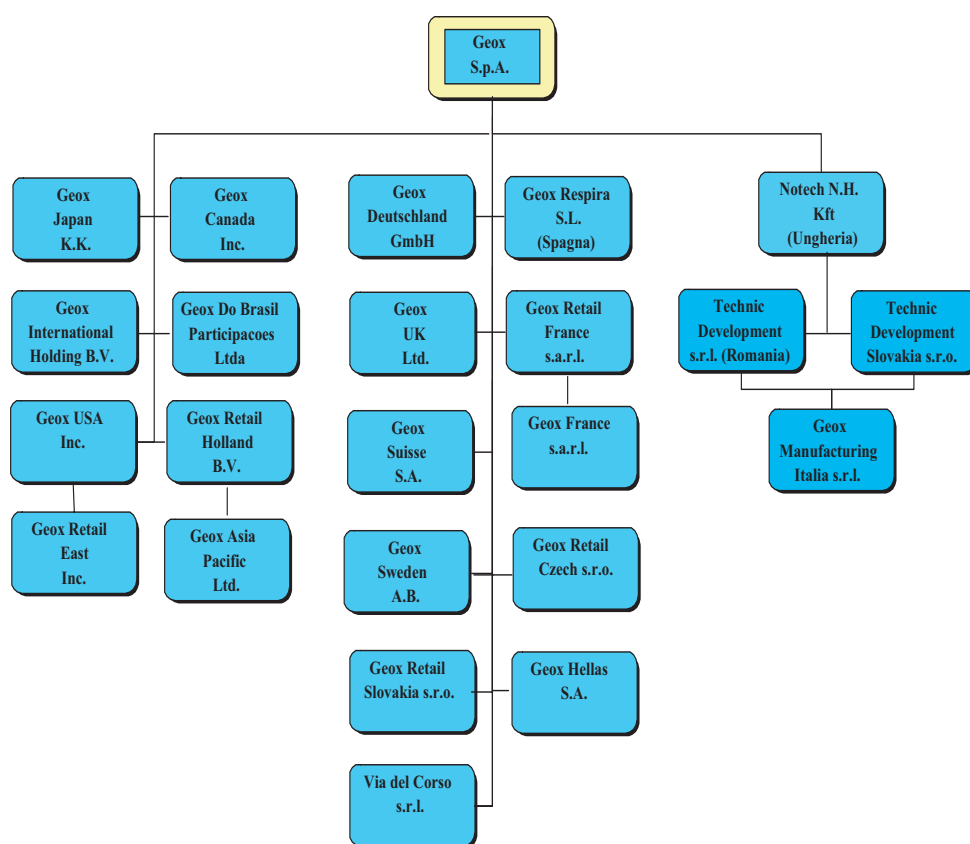 Geox
S.p.A.
Geox
Japan
K.K.
Geox
Canada
Inc.
Geox
International
Holding B.V.
Geox Do Brasil
Participacoes
Ltda
Geox USA
Inc.
Geox Retail
Holland
B.V.
Geox Retail
East
Inc.
Geox Asia
Pacific
Ltd.
Geox
Deutschland
GmbH
Geox Respira
S.L.
(Spagna)
Geox
UK
Ltd.
Geox Retail
France
s.a.r.l.
Geox
Suisse
S.A.
Geox France
s.a.r.l.
Geox
Sweden
A.B.
Geox Retail
Czech s.r.o.
Geox Retail
Slovakia s.r.o.
Geox Hellas
S.A.
Via del Corso
s.r.l.
Notech N.H.
Kft
(Ungheria)
Technic
Development
s.r.l. (Romania)
Technic
Development
Slovakia s.r.o.
Geox
Manufacturing
Italia s.r.l.